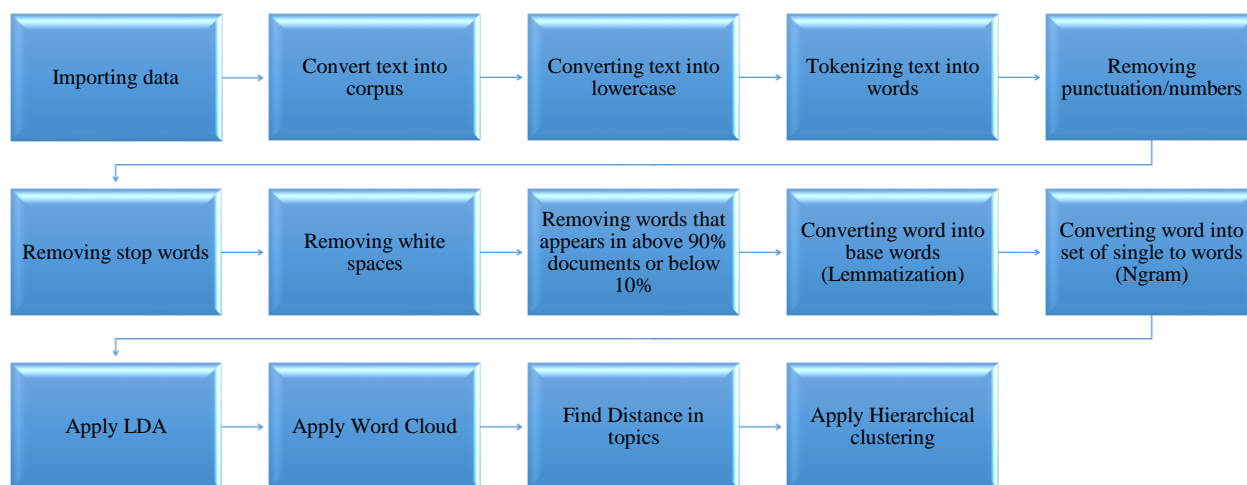 Importing data
Convert text into
corpus
Converting text into
lowercase
Tokenizing text into
words
Removing
punctuation/numbers
Removing stop words
Removing white
spaces
Removing words that
appears in above 90%
documents or below
10%
Converting word into
base words
(Lemmatization)
Converting word into
set of single to words
(Ngram)
Apply LDA
Apply Word Cloud
Find Distance in
topics
Apply Hierarchical
clustering